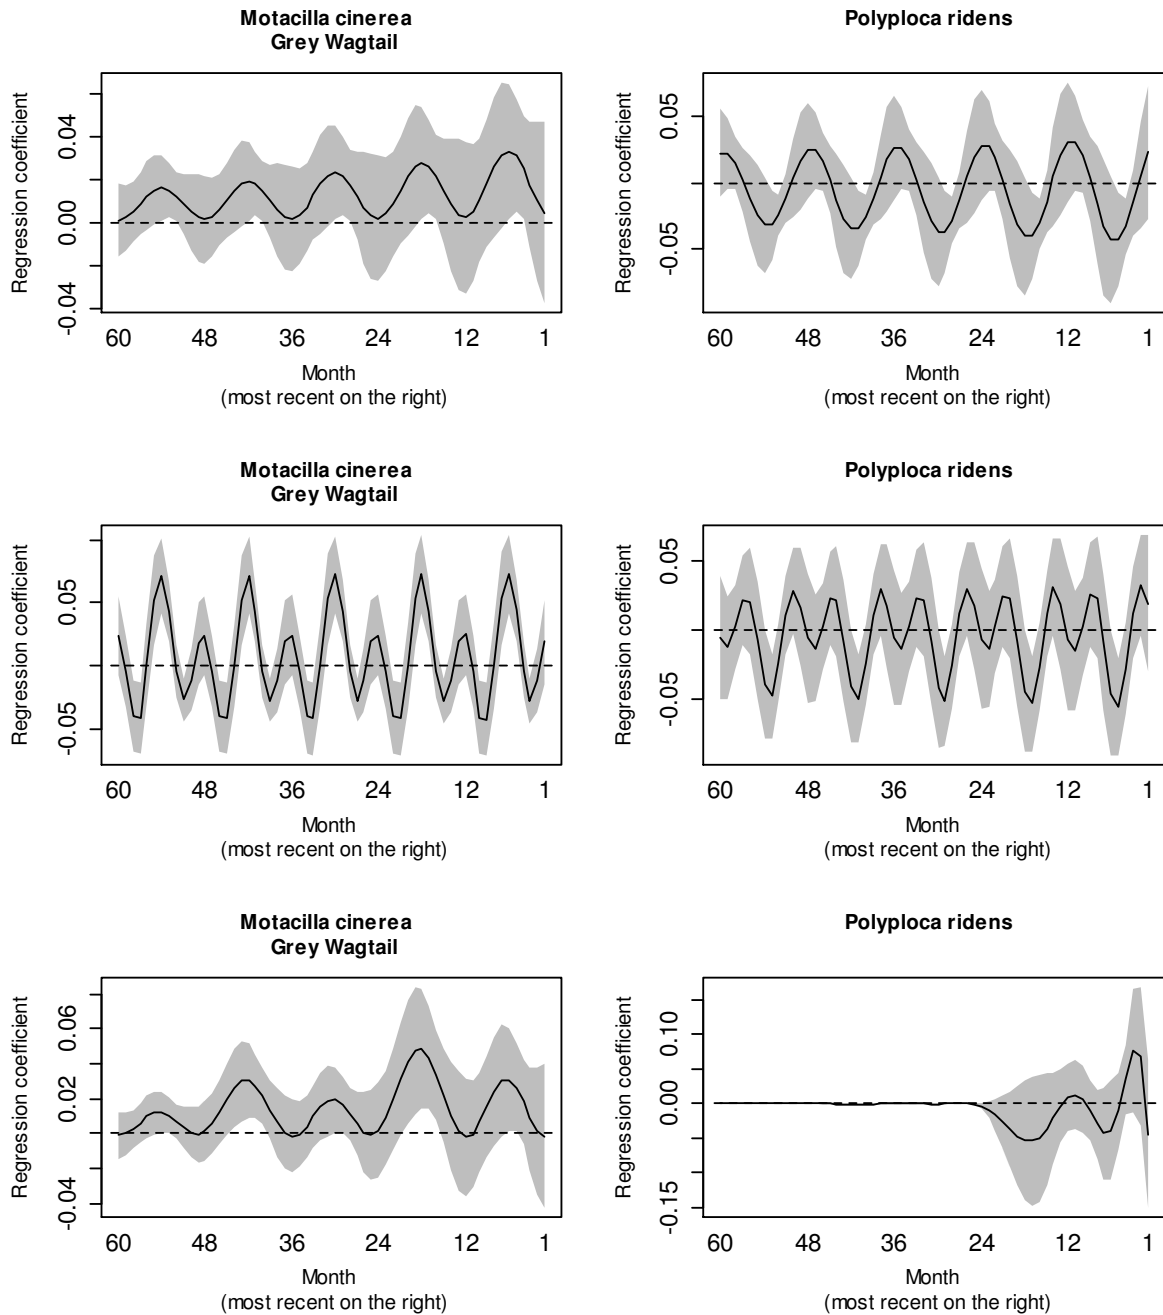 Motacilla cinerea
Grey Wagtail
Regression coefficient
0.04
0.00
-0.04
60 48 36 24 12 1
Month
(most recent on the right)
Polyploca ridens
Regression coefficient
0.05
-0.05
60 48 36 24 12 1
Month
(most recent on the right)
Motacilla cinerea
Grey Wagtail
Regression coefficient
0.05
-0.05
60 48 36 24 12 1
Month
(most recent on the right)
Polyploca ridens
Regression coefficient
0.05
-0.05
60 48 36 24 12 1
Month
(most recent on the right)
Motacilla cinerea
Grey Wagtail
Regression coefficient
0.06
0.02
-0.04
60 48 36 24 12 1
Month
(most recent on the right)
Polyploca ridens
Regression coefficient
0.10
0.00
-0.15
60 48 36 24 12 1
Month
(most recent on the right)